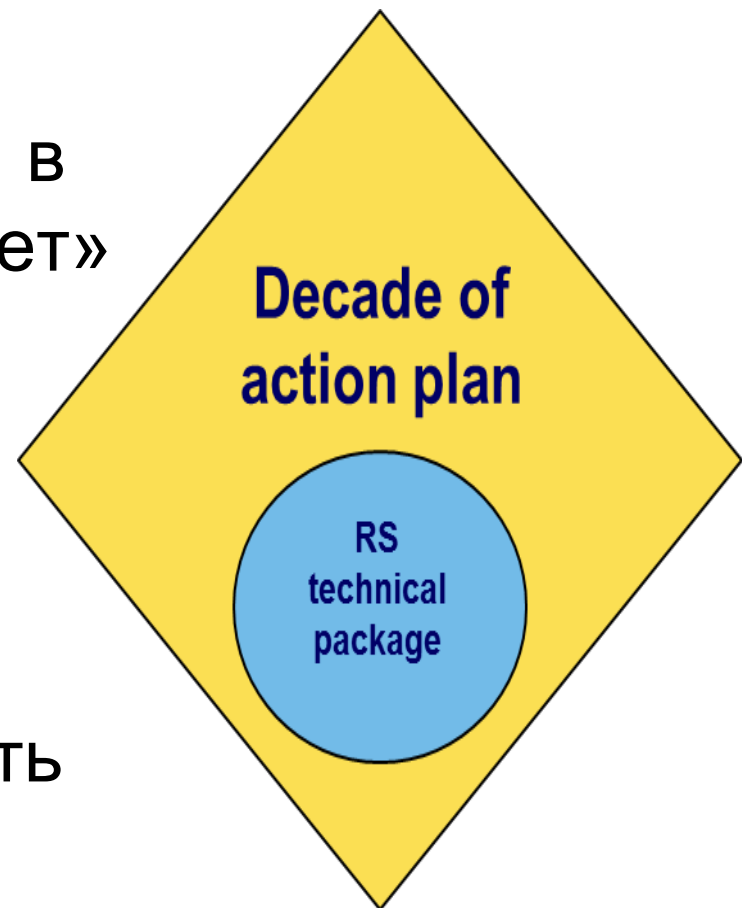 в
ет»
Decade of
action plan
RS
technical
package
ть